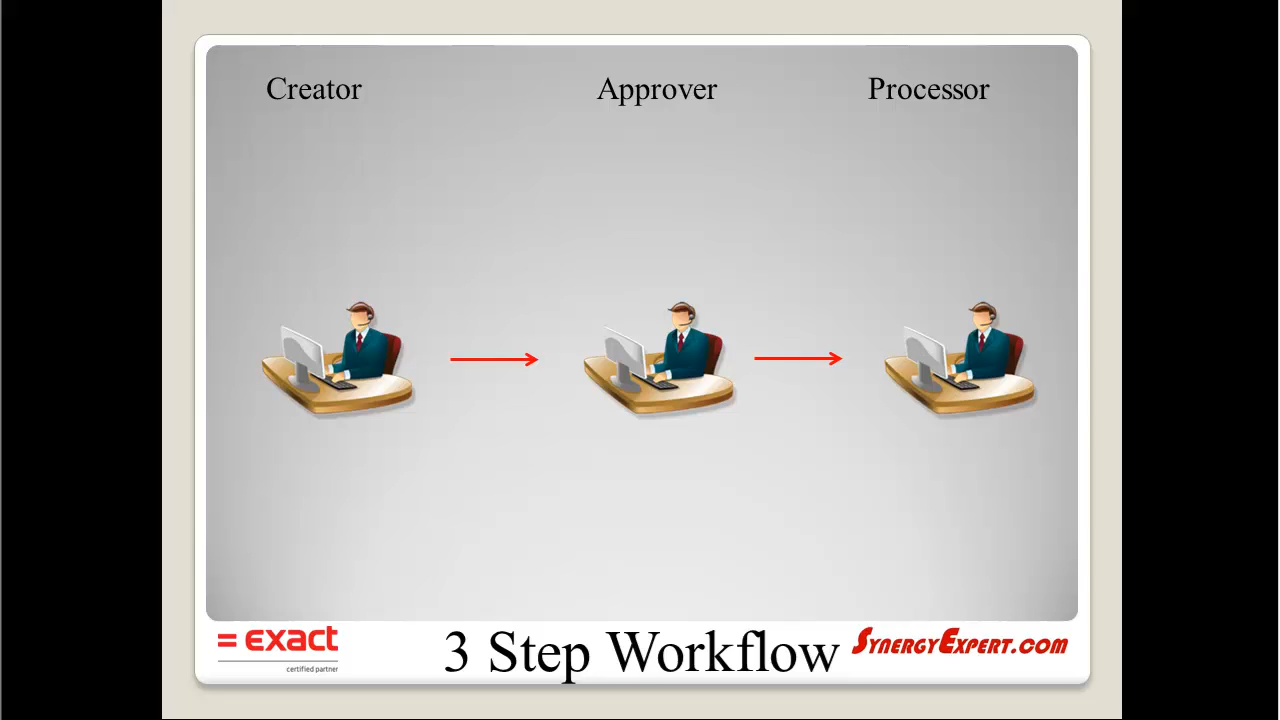 Creator
Approver
Processor
= exact
certified partner
3 Step Workflow
SYNERGYEXPERT.COM